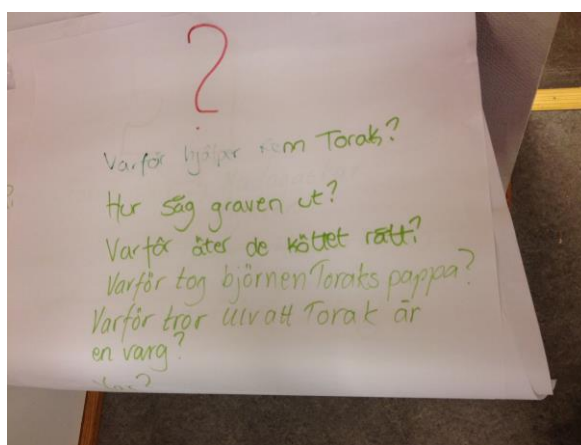 ?
Varför hjälper Renn Torak?
Hur såg graven ut?
Varför äter de köttet rått?
Varför tog björnen Toraks pappa?
Varför tror Ulv att Torak är
en varg?